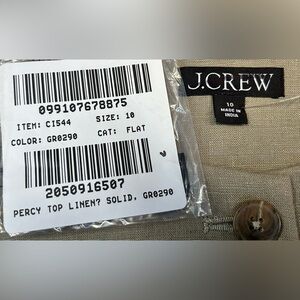 099107678875
ITEM: CI544 SIZE: 10
COLOR: GR0290 CAT: FLAT
2050916507
PERCY TOP LINEN? SOLID, GR0290
J.CREW
10
MADE IN
INDIA